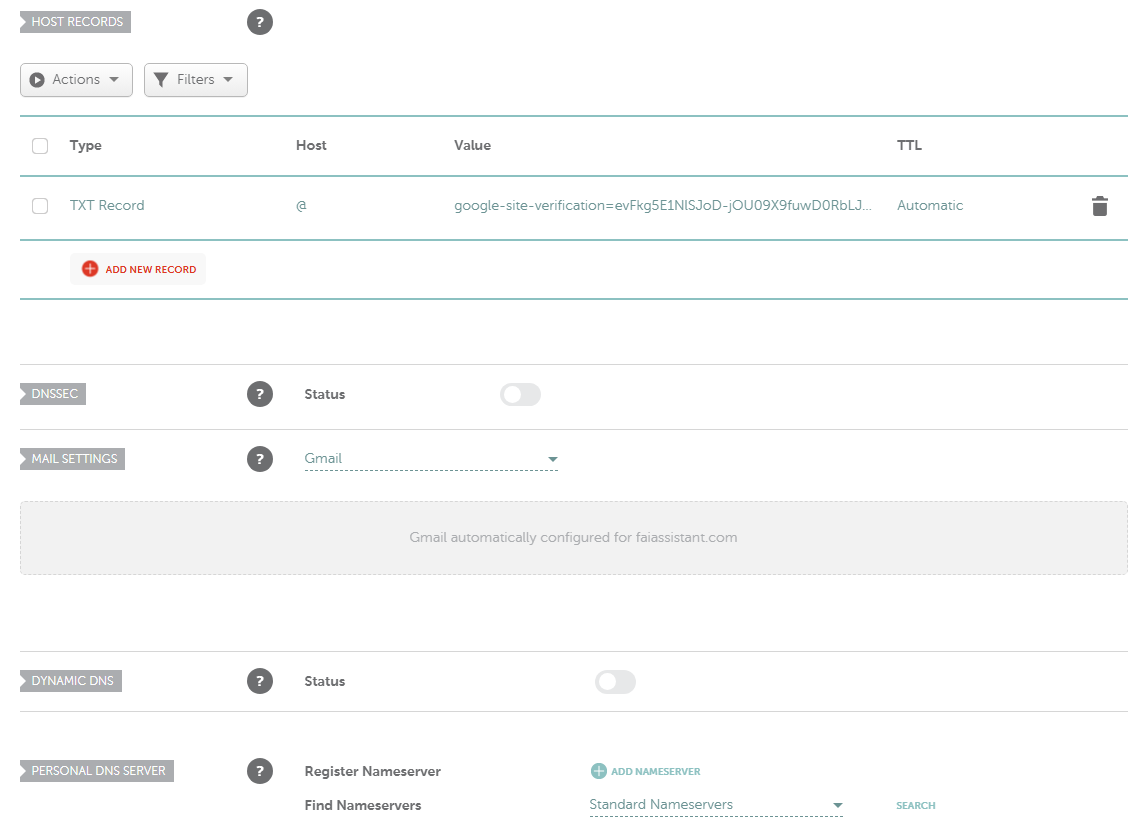 HOST RECORDS ?
Actions Filters
Type Host Value TTL
TXT Record @ google-site-verification=evFkg5E1NlSJoD-jOU09X9fuwD0RbLJ... Automatic
ADD NEW RECORD
DNSSEC ? Status
MAIL SETTINGS ? Gmail
Gmail automatically configured for faiassistant.com
DYNAMIC DNS ? Status
PERSONAL DNS SERVER ? Register Nameserver ADD NAMESERVER
Find Nameservers Standard Nameservers SEARCH